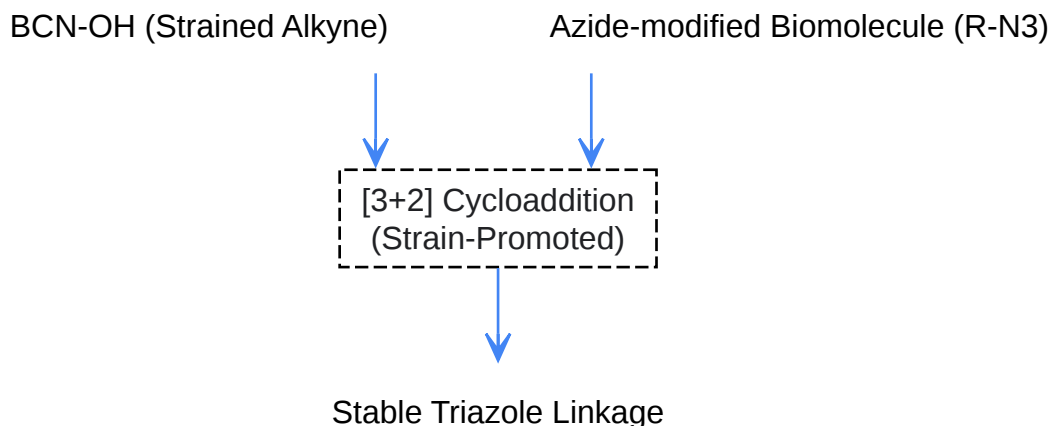 BCN-OH (Strained Alkyne)
Azide-modified Biomolecule (R-N3)
[3+2] Cycloaddition
(Strain-Promoted)
Stable Triazole Linkage